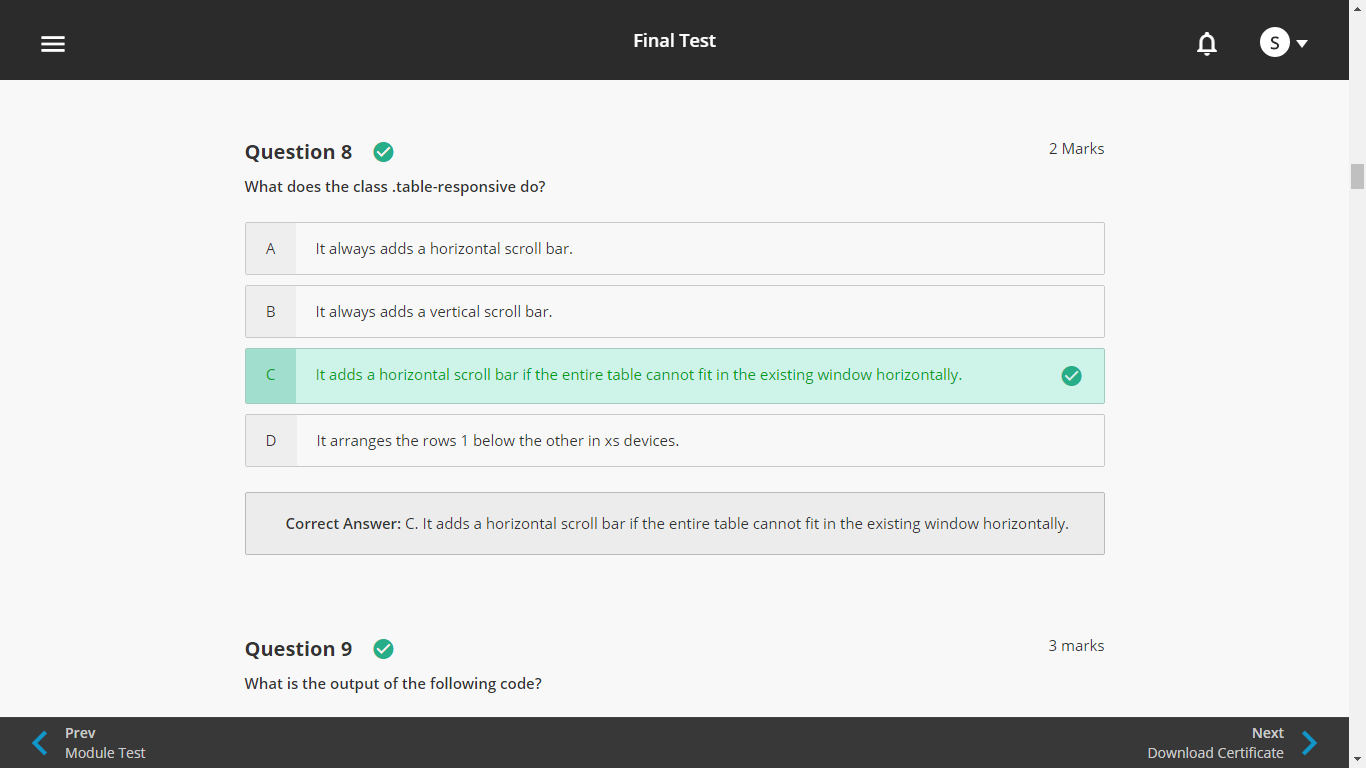 Final Test
S
Question 8
2 Marks
What does the class .table-responsive do?
A It always adds a horizontal scroll bar.
B It always adds a vertical scroll bar.
C It adds a horizontal scroll bar if the entire table cannot fit in the existing window horizontally.
D It arranges the rows 1 below the other in xs devices.
Correct Answer: C. It adds a horizontal scroll bar if the entire table cannot fit in the existing window horizontally.
Question 9
3 marks
What is the output of the following code?
Prev
Module Test
Next
Download Certificate